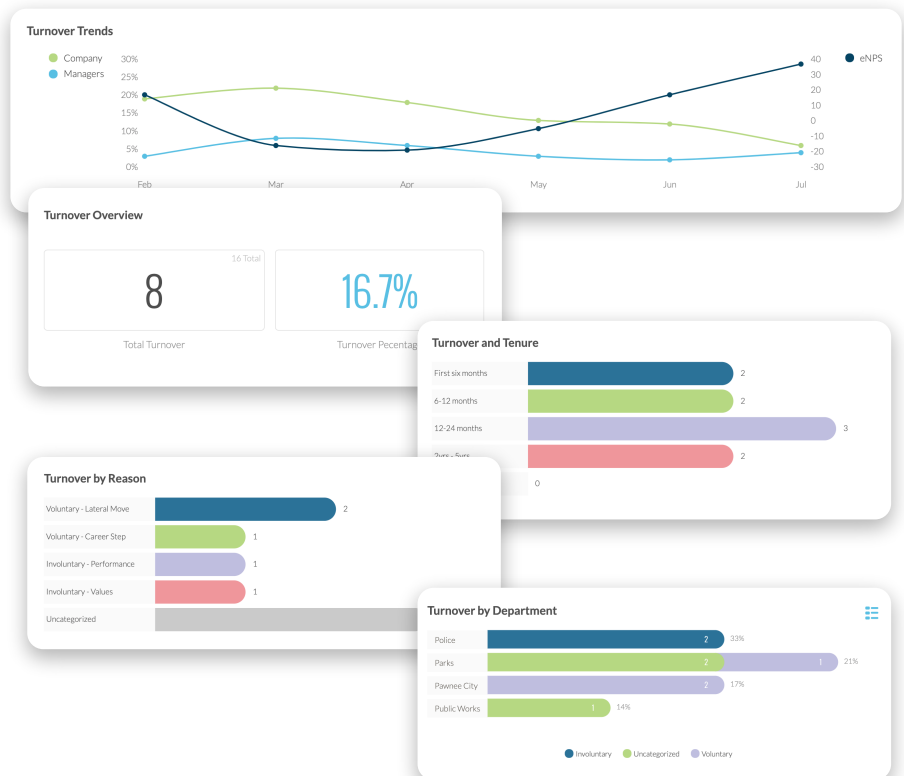 Turnover Trends
Company
Managers
30%
25%
20%
15%
10%
5%
0%
40
30
20
10
0
-10
-20
-30
eNPS
Feb
Mar
Apr
May
Jun
Jul
Turnover Overview
16 Total
8
16.7%
Total Turnover
Turnover Pecentag
Turnover and Tenure
First six months
2
6-12 months
2
12-24 months
3
2yrs - 5yrs
2
0
Turnover by Reason
Voluntary - Lateral Move
2
Voluntary - Career Step
1
Involuntary - Performance
1
Involuntary - Values
1
Uncategorized
Turnover by Department
Police
2
33%
Parks
2
1
21%
Pawnee City
2
17%
Public Works
1
14%
Involuntary
Uncategorized
Voluntary